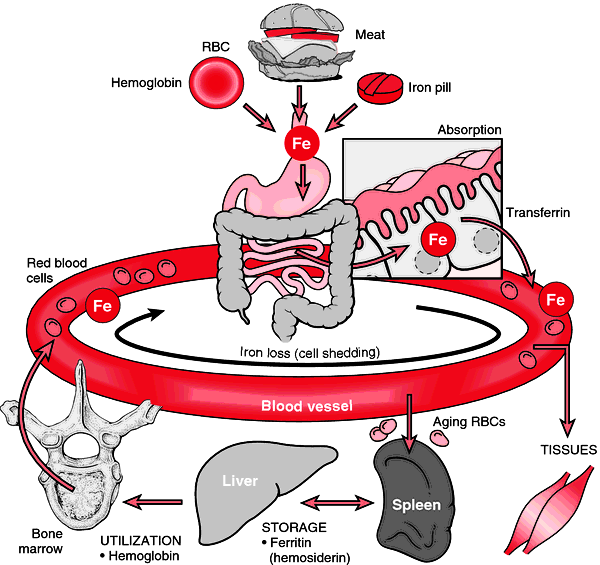 Meat
RBC
Hemoglobin
Iron pill
Fe
Absorption
Transferrin
Fe
Red blood
cells
Fe
Fe
Iron loss (cell shedding)
Blood vessel
Aging RBCs
TISSUES
Liver
Spleen
STORAGE
• Ferritin
(hemosiderin)
Bone
marrow
UTILIZATION
• Hemoglobin